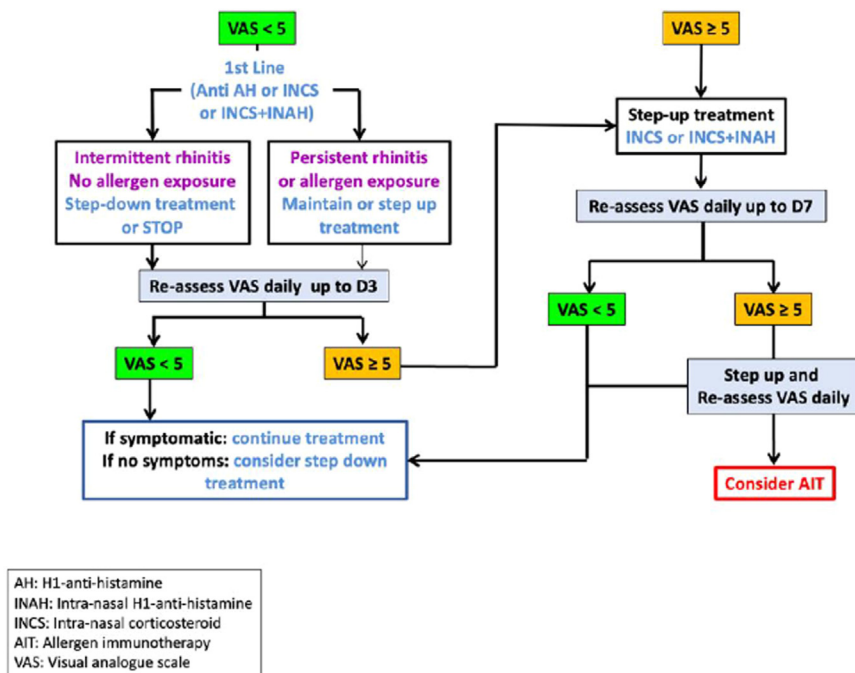 VAS < 5
1st Line
(Anti AH or INCS
or INCS+INAH)
Intermittent rhinitis
No allergen exposure
Step-down treatment
or STOP
Persistent rhinitis
or allergen exposure
Maintain or step up
treatment
Re-assess VAS daily up to D3
VAS < 5
VAS ≥ 5
If symptomatic: continue treatment
If no symptoms: consider step down
treatment
VAS ≥ 5
Step-up treatment
INCS or INCS+INAH
Re-assess VAS daily up to D7
VAS < 5
VAS ≥ 5
Step up and
Re-assess VAS daily
Consider AIT
AH: H1-anti-histamine
INAH: Intra-nasal H1-anti-histamine
INCS: Intra-nasal corticosteroid
AIT: Allergen immunotherapy
VAS: Visual analogue scale